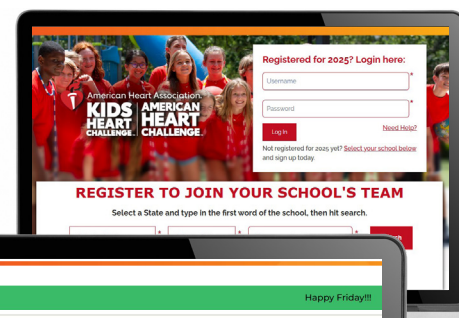 Registered for 2025? Login here:
Username
*
Password
*
Log In
Need Help?
Not registered for 2025 yet? Select your school below
and sign up today.
American Heart Association.
KIDS HEART CHALLENGE™
AMERICAN HEART CHALLENGE™
REGISTER TO JOIN YOUR SCHOOL'S TEAM
Select a State and type in the first word of the school, then hit search.
* * *
Happy Friday!!!